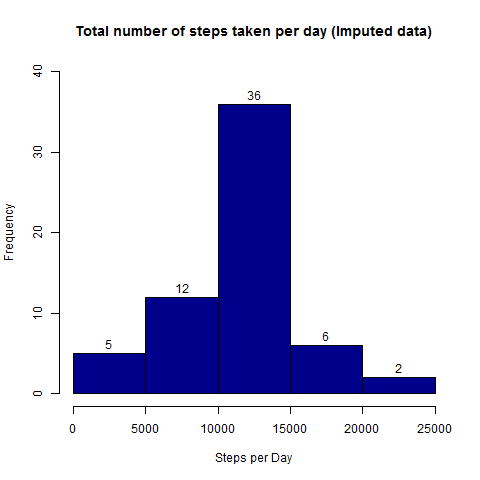 Total number of steps taken per day (Imputed data)
Frequency
40
30
20
10
0
5
12
36
6
2
0 5000 10000 15000 20000 25000
Steps per Day